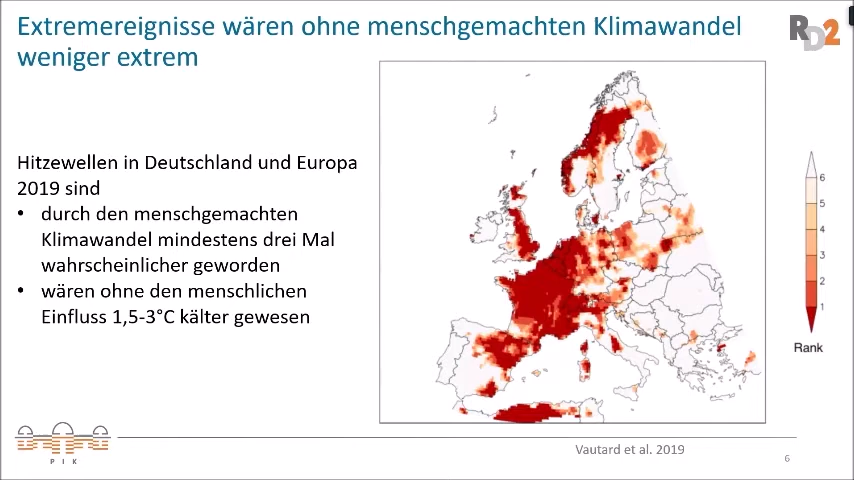 Extremereignisse wären ohne menschgemachten Klimawandel
weniger extrem
RD2
Hitzewellen in Deutschland und Europa
2019 sind
• durch den menschgemachten
Klimawandel mindestens drei Mal
wahrscheinlicher geworden
• wären ohne den menschlichen
Einfluss 1,5-3°C kälter gewesen
6
5
4
3
2
1
Rank
P I K
Vautard et al. 2019
6